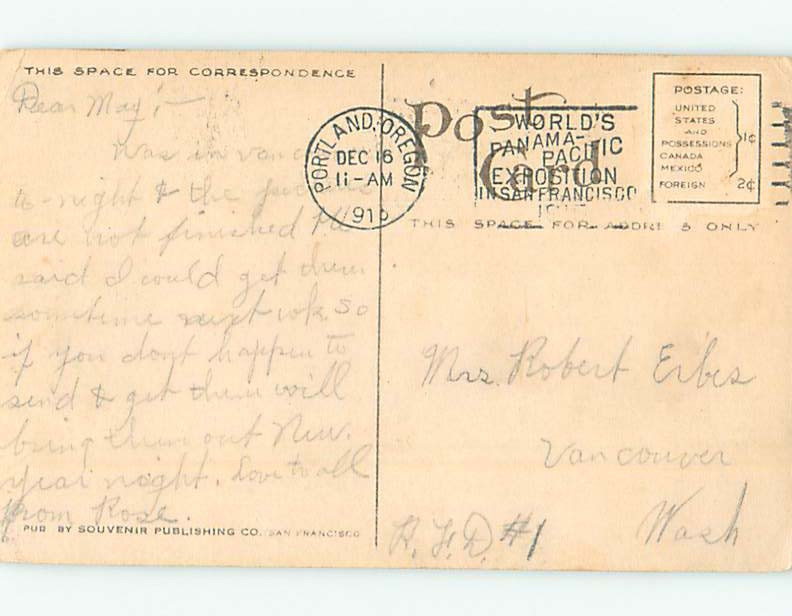 THIS SPACE FOR CORRESPONDENCE
Dear May;—
Was in Vanc
to-night & the
are not finished He
said I could get them
sometime next wk. so
if you dont happen to
send & get them will
bring them out New.
year night. Love to all
from Rose.
PUB BY SOUVENIR PUBLISHING CO. SAN FRANCISCO
PORTLAND, OREGON
DEC 16
11-AM
191
Post Card
WORLD'S
PANAMA-
PACIFIC
EXPOSITION
IN SAN FRANCISCO
THIS SPACE FOR ADDRE S ONLY
POSTAGE:
UNITED
STATES
AND
POSSESSIONS 1¢
CANADA
MEXICO
FOREIGN 2¢
Mrs. Robert Erbes
Vancouver
Wash
R.F.D. #1